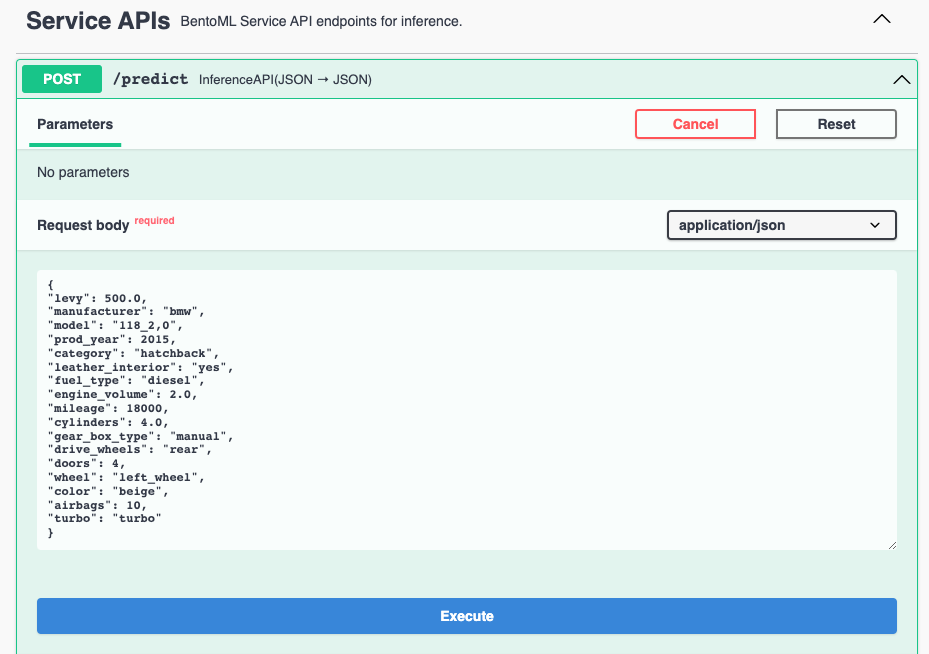 Service APIs BentoML Service API endpoints for inference.
POST /predict InferenceAPI(JSON → JSON)
Parameters Cancel Reset
No parameters
Request body required application/json
{
"levy": 500.0,
"manufacturer": "bmw",
"model": "118_2,0",
"prod_year": 2015,
"category": "hatchback",
"leather_interior": "yes",
"fuel_type": "diesel",
"engine_volume": 2.0,
"mileage": 18000,
"cylinders": 4.0,
"gear_box_type": "manual",
"drive_wheels": "rear",
"doors": 4,
"wheel": "left_wheel",
"color": "beige",
"airbags": 10,
"turbo": "turbo"
}
Execute